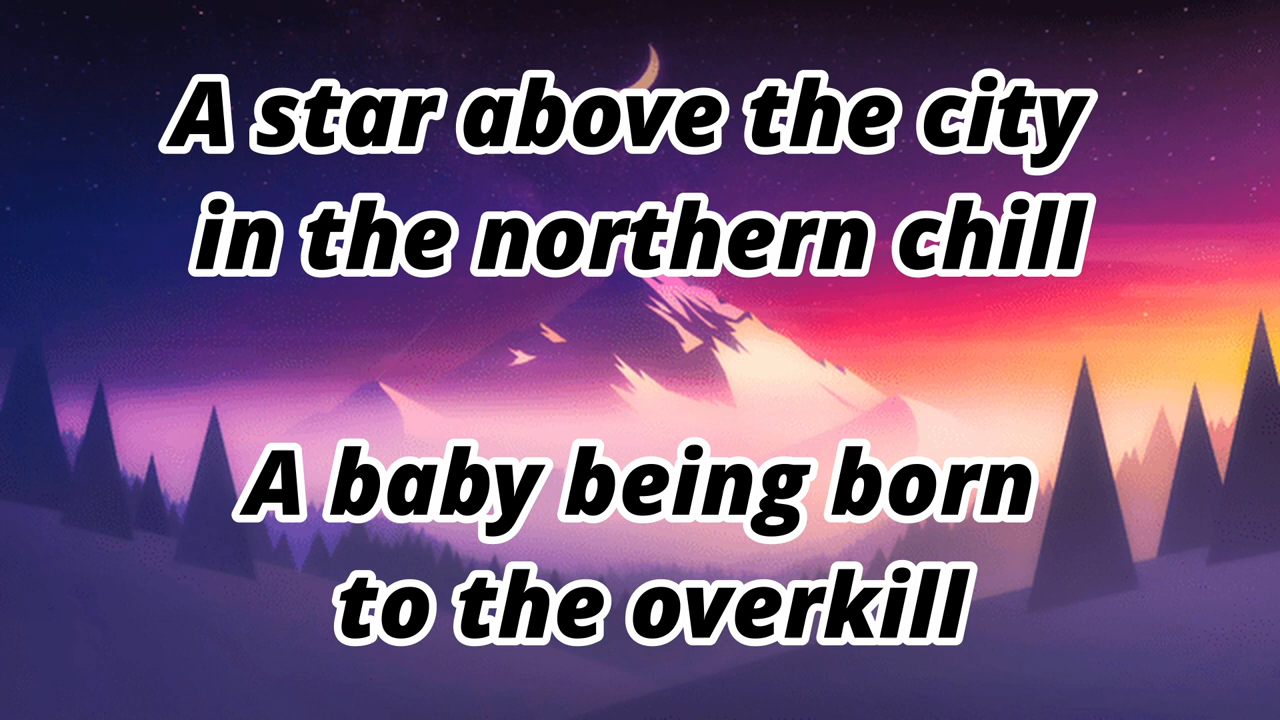 A star above the city
in the northern chill
A baby being born
to the overkill